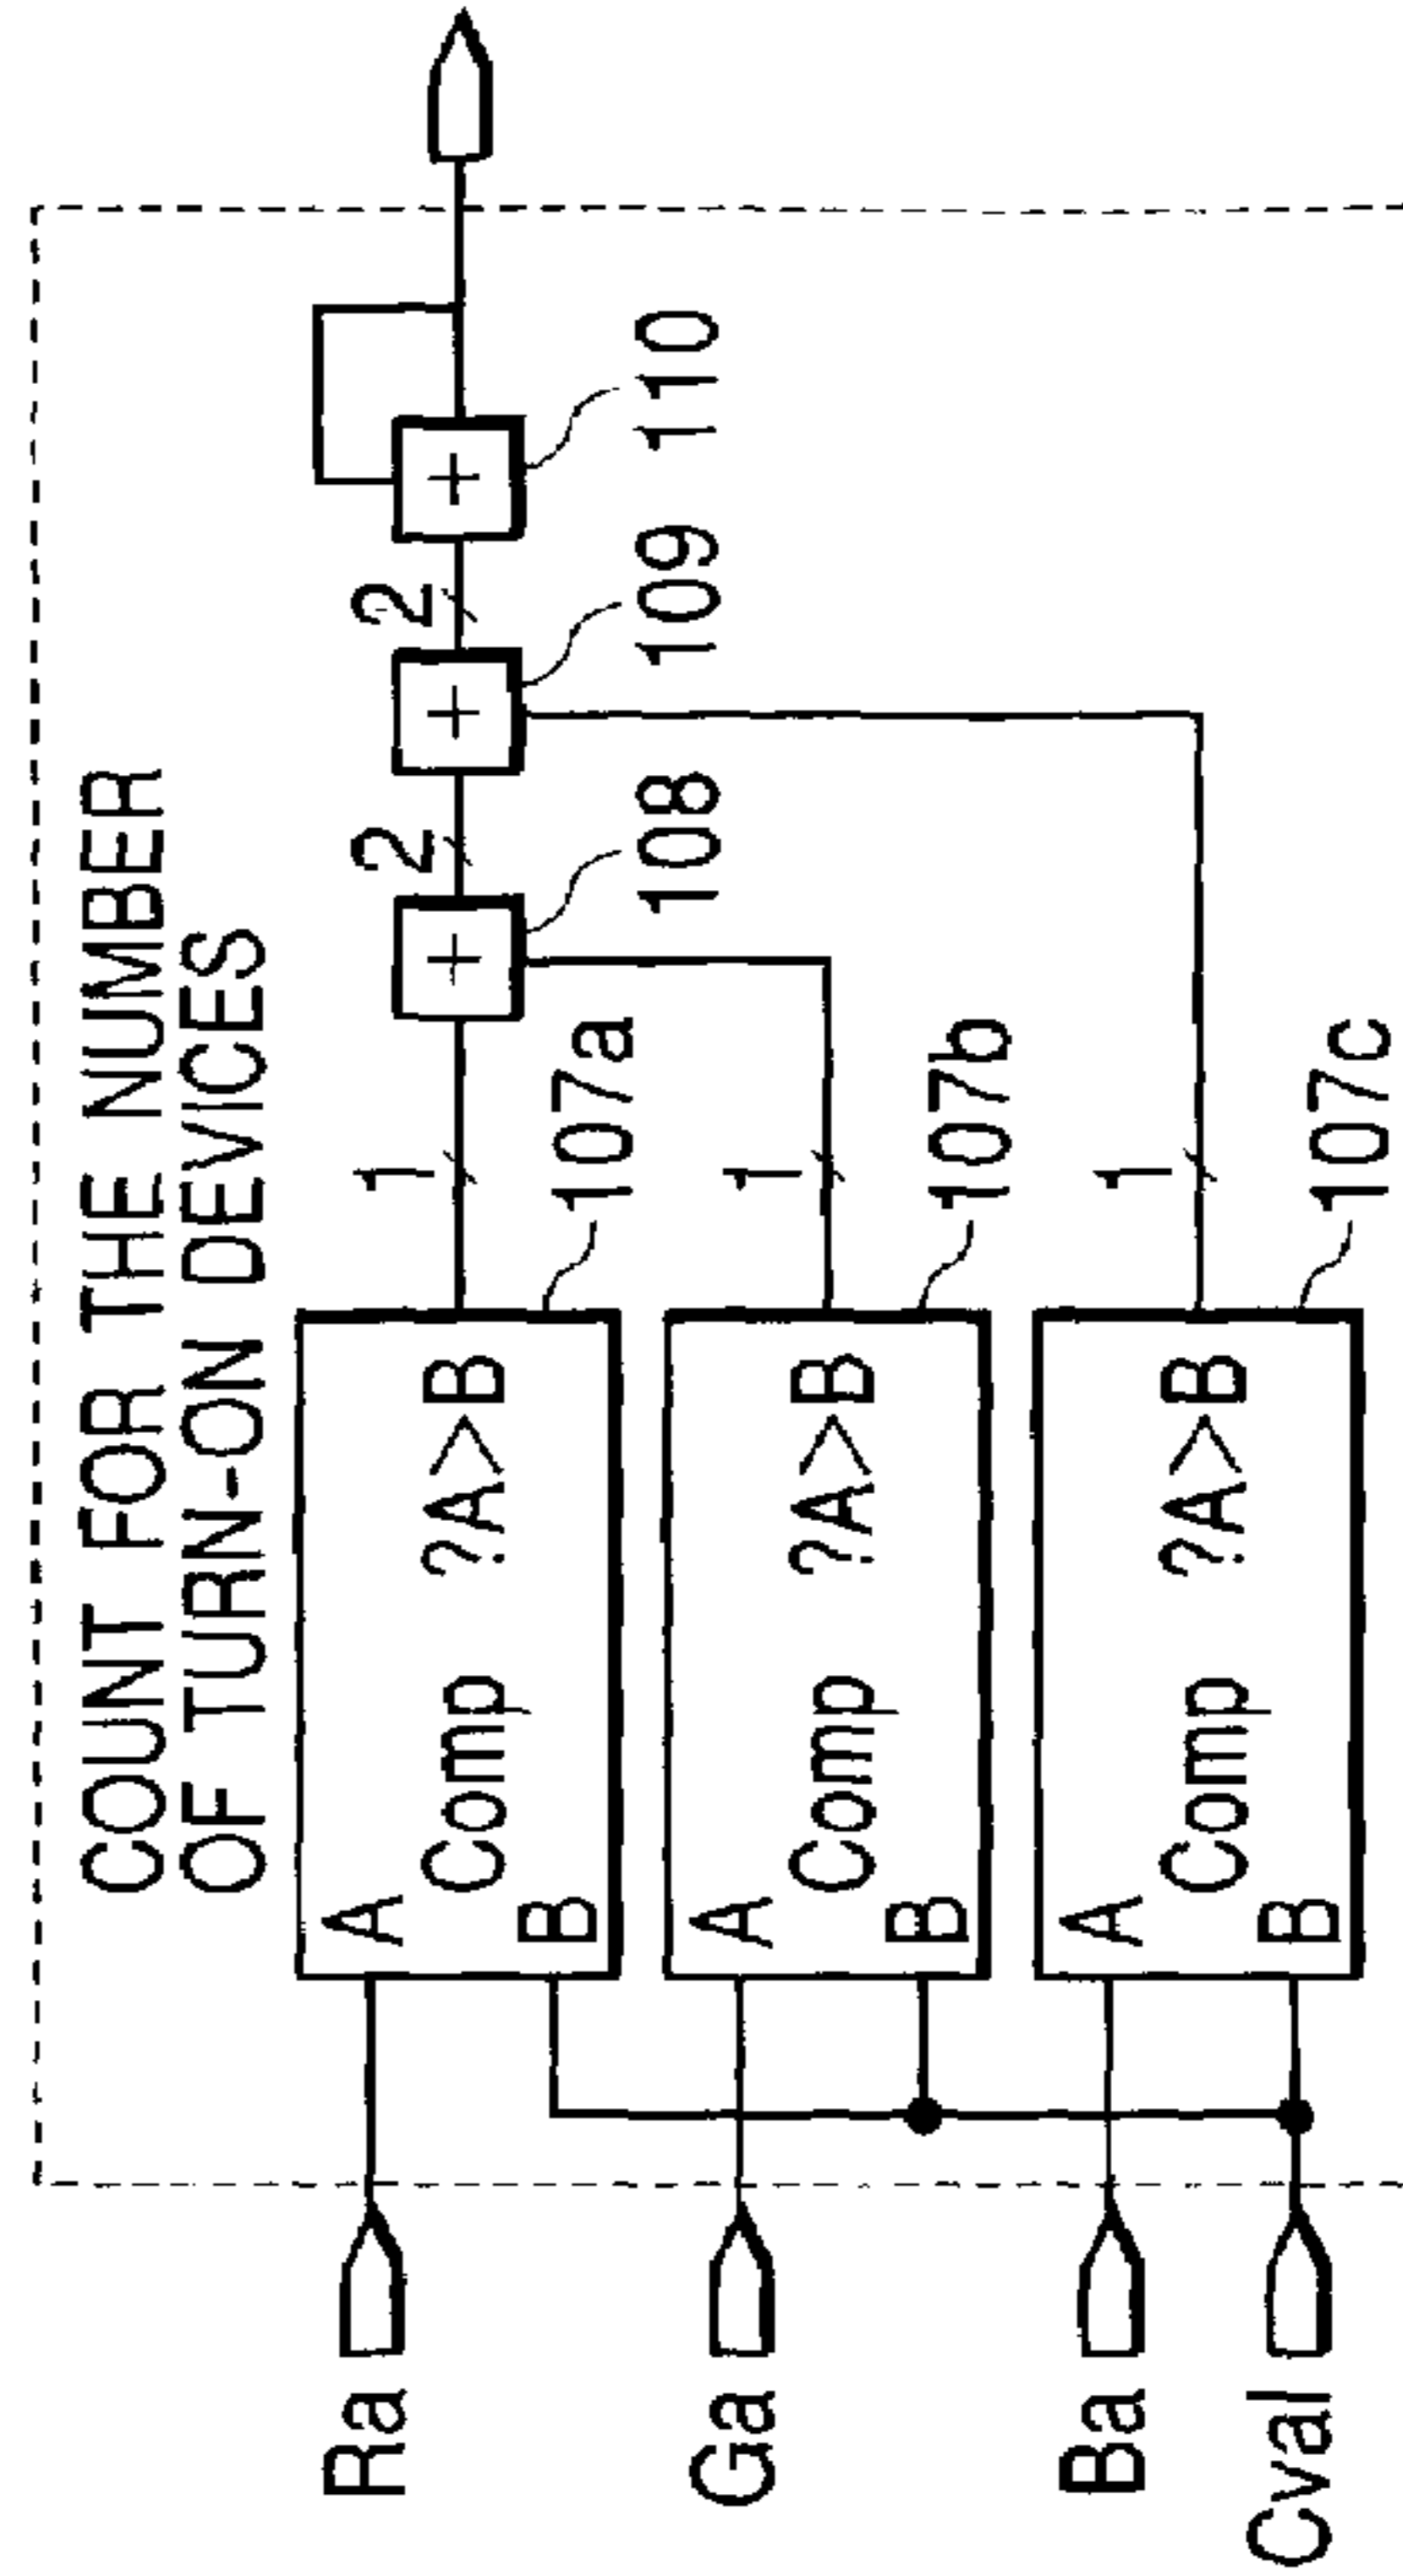 COUNT FOR THE NUMBER
OF TURN-ON DEVICES
Ra
A
Comp ?A>B
B
107a
1
108
2
109
2
110
Ga
A
Comp ?A>B
B
107b
1
Ba
A
Comp ?A>B
B
107c
1
Cval
+
+
+